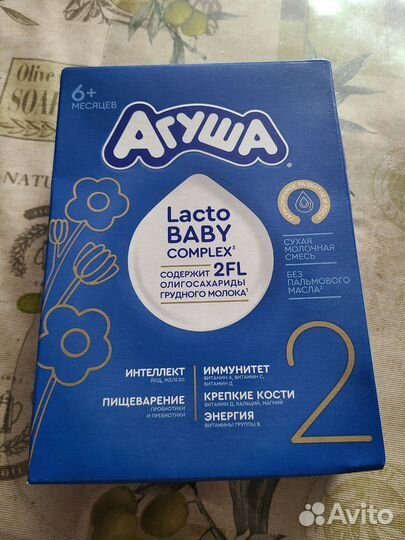 6+
МЕСЯЦЕВ
АГУША®
Lacto
BABY
COMPLEX³
СОДЕРЖИТ 2FL
ОЛИГОСАХАРИДЫ
ГРУДНОГО МОЛОКА¹
СУХАЯ
МОЛОЧНАЯ
СМЕСЬ
БЕЗ
ПАЛЬМОВОГО
МАСЛА
2
ИНТЕЛЛЕКТ
ЙОД, ЖЕЛЕЗО
ИММУНИТЕТ
ВИТАМИН А, ВИТАМИН С,
ВИТАМИН Д
ПИЩЕВАРЕНИЕ
ПРОБИОТИКИ
И ПРЕБИОТИКИ
КРЕПКИЕ КОСТИ
ВИТАМИН Д, КАЛЬЦИЙ, МАГНИЙ
ЭНЕРГИЯ
ВИТАМИНЫ ГРУППЫ В
Olive
SOAP
NATU
Avito